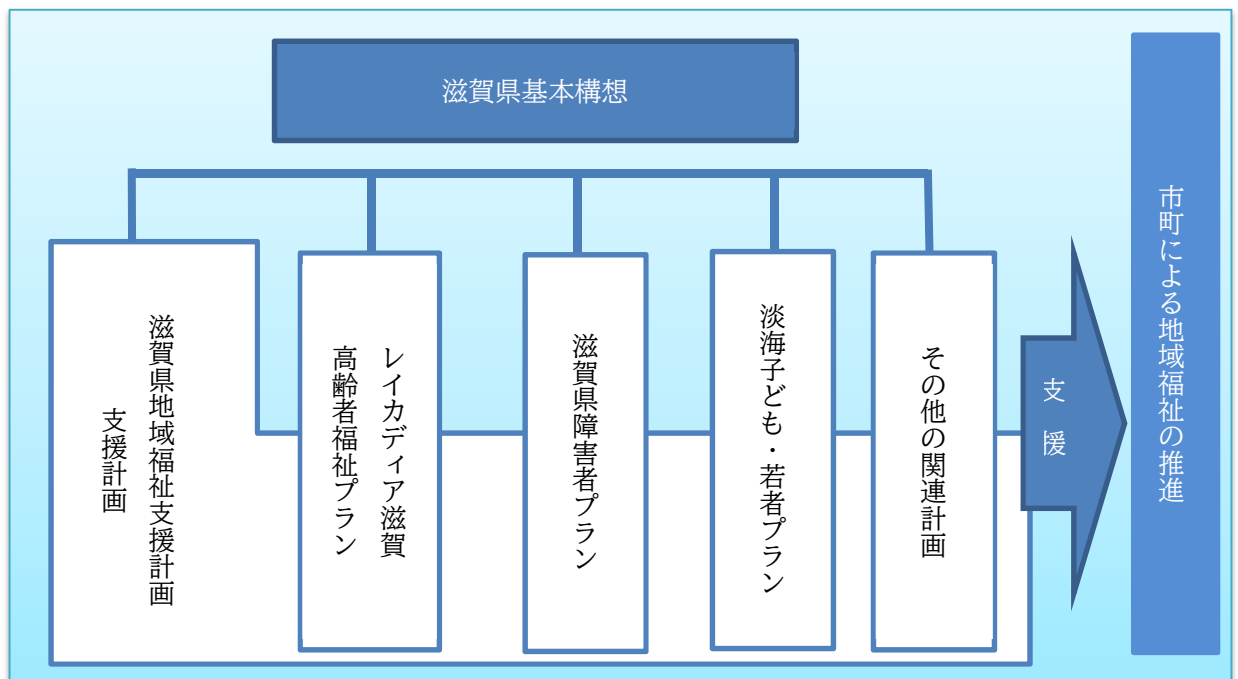 滋賀県基本構想
滋賀県地域福祉支援計画
支援計画
レイカディア滋賀
高齢者福祉プラン
滋賀県障害者プラン
淡海子ども・若者プラン
その他の関連計画
支
援
市町による地域福祉の推進